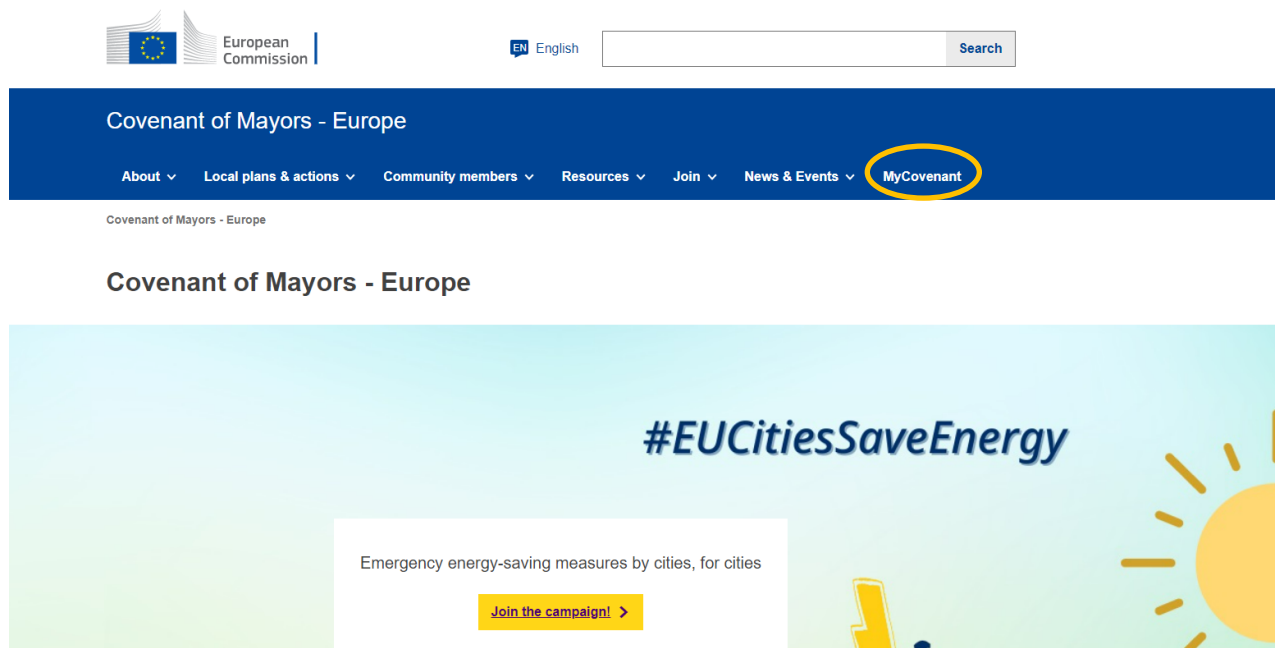 European
Commission
EN English
Search
Covenant of Mayors - Europe
About
Local plans & actions
Community members
Resources
Join
News & Events
MyCovenant
Covenant of Mayors - Europe
Covenant of Mayors - Europe
#EUCitiesSaveEnergy
Emergency energy-saving measures by cities, for cities
Join the campaign!